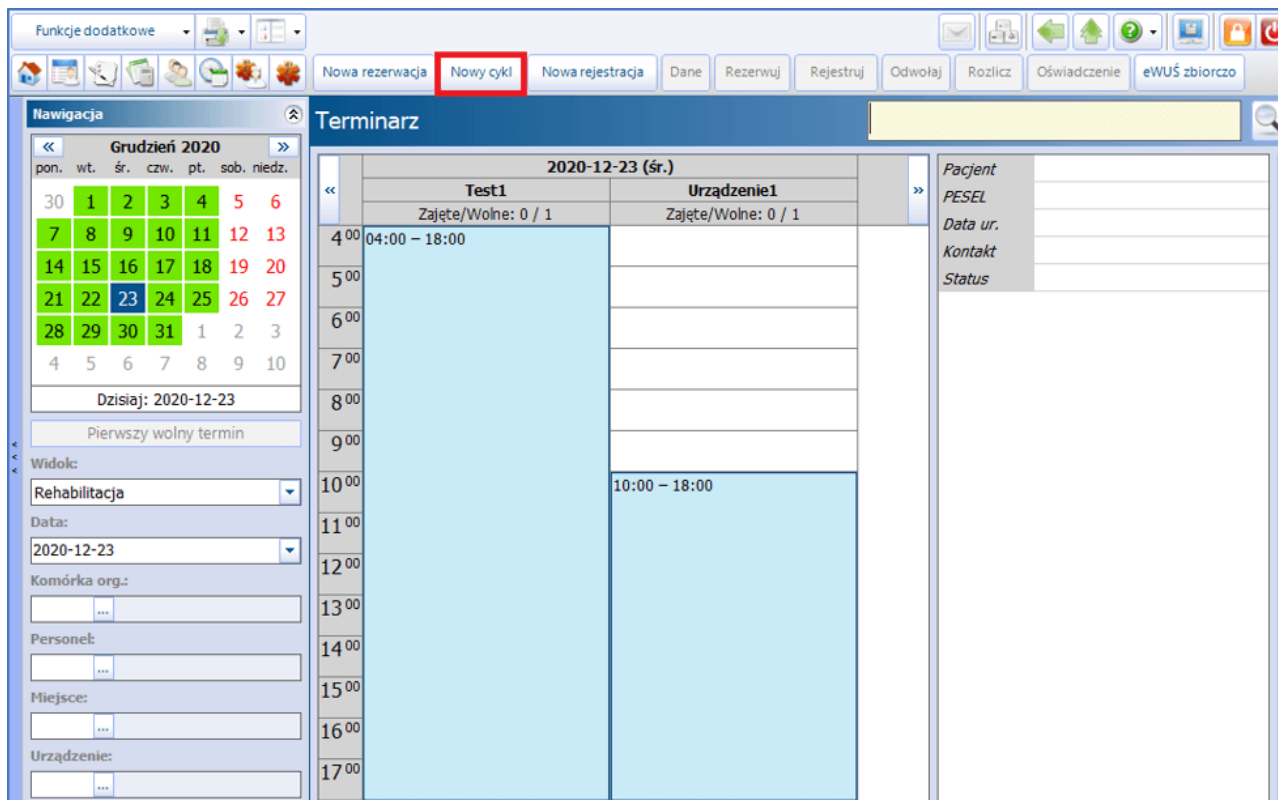 Funkcje dodatkowe
Nowa rezerwacja Nowy cykl Nowa rejestracja Dane Rezerwuj Rejestruj Odwołaj Rozlicz Oświadczenie eWUŚ zbiorczo
Nawigacja
« Grudzień 2020 »
pon. wt. śr. czw. pt. sob. niedz.
30 1 2 3 4 5 6
7 8 9 10 11 12 13
14 15 16 17 18 19 20
21 22 23 24 25 26 27
28 29 30 31 1 2 3
4 5 6 7 8 9 10
Dzisiaj: 2020-12-23
Pierwszy wolny termin
Widok:
Rehabilitacja
Data:
2020-12-23
Komórka org.:
...
Personel:
...
Miejsce:
...
Urządzenie:
...
Terminarz
2020-12-23 (śr.)
« Test1 Urządzenie1 »
Zajęte/Wolne: 0 / 1 Zajęte/Wolne: 0 / 1
4 00 04:00 – 18:00
5 00
6 00
7 00
8 00
9 00
10 00 10:00 – 18:00
11 00
12 00
13 00
14 00
15 00
16 00
17 00
Pacjent
PESEL
Data ur.
Kontakt
Status